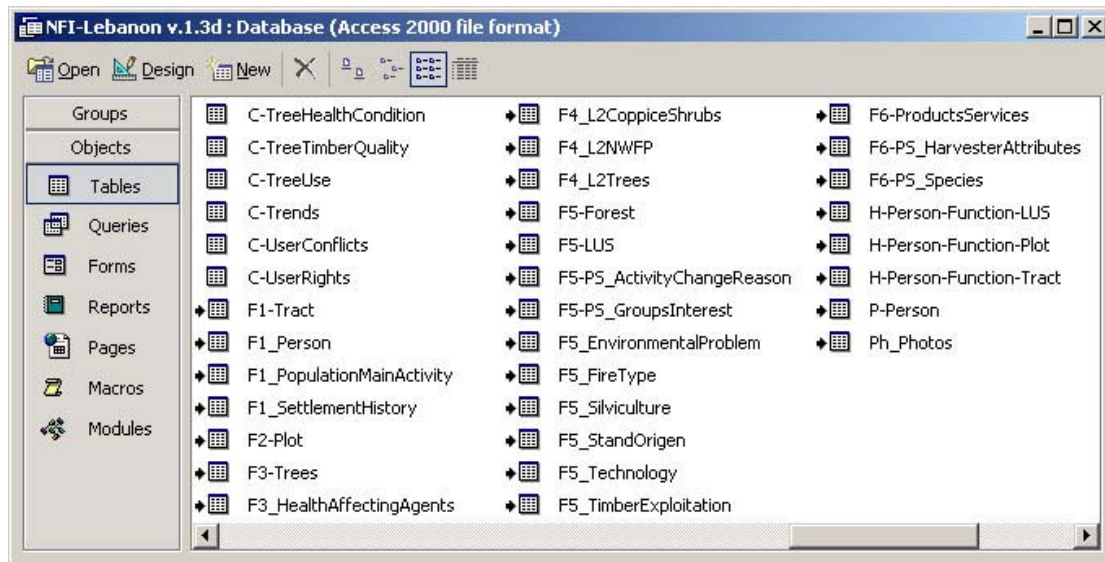 NFI-Lebanon v.1.3d : Database (Access 2000 file format)
Open Design New
Groups
Objects
Tables
Queries
Forms
Reports
Pages
Macros
Modules
C-TreeHealthCondition
C-TreeTimberQuality
C-TreeUse
C-Trends
C-UserConflicts
C-UserRights
F1-Tract
F1_Person
F1_PopulationMainActivity
F1_SettlementHistory
F2-Plot
F3-Trees
F3_HealthAffectingAgents
F4_L2CoppiceShrubs
F4_L2NWFP
F4_L2Trees
F5-Forest
F5-LUS
F5-PS_ActivityChangeReason
F5-PS_GroupsInterest
F5_EnvironmentalProblem
F5_FireType
F5_Silviculture
F5_StandOrigen
F5_Technology
F5_TimberExploitation
F6-ProductsServices
F6-PS_HarvesterAttributes
F6-PS_Species
H-Person-Function-LUS
H-Person-Function-Plot
H-Person-Function-Tract
P-Person
Ph_Photos